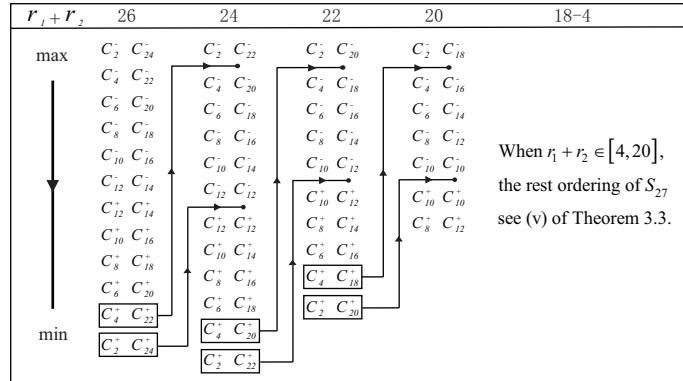 r₁ + r₂ 26 24 22 20 18-4
max
min
C₂⁻ C₂₄⁻
C₄⁻ C₂₂⁻
C₆⁻ C₂₀⁻
C₈⁻ C₁₈⁻
C₁₀⁻ C₁₆⁻
C₁₂⁻ C₁₄⁻
C₁₂⁺ C₁₄⁺
C₁₀⁺ C₁₆⁺
C₈⁺ C₁₈⁺
C₆⁺ C₂₀⁺
C₄⁺ C₂₂⁺
C₂⁺ C₂₄⁺
C₂⁻ C₂₂⁻
C₄⁻ C₂₀⁻
C₆⁻ C₁₈⁻
C₈⁻ C₁₆⁻
C₁₀⁻ C₁₄⁻
C₁₂⁻ C₁₂⁻
C₁₂⁺ C₁₂⁺
C₁₀⁺ C₁₄⁺
C₈⁺ C₁₆⁺
C₆⁺ C₁₈⁺
C₄⁺ C₂₀⁺
C₂⁺ C₂₂⁺
C₂⁻ C₂₀⁻
C₄⁻ C₁₈⁻
C₆⁻ C₁₆⁻
C₈⁻ C₁₄⁻
C₁₀⁻ C₁₂⁻
C₁₀⁺ C₁₂⁺
C₈⁺ C₁₄⁺
C₆⁺ C₁₆⁺
C₄⁺ C₁₈⁺
C₂⁺ C₂₀⁺
C₂⁻ C₁₈⁻
C₄⁻ C₁₆⁻
C₆⁻ C₁₄⁻
C₈⁻ C₁₂⁻
C₁₀⁻ C₁₀⁻
C₁₀⁺ C₁₀⁺
C₈⁺ C₁₂⁺
When r₁ + r₂ ∈ [4,20],
the rest ordering of S₂₇
see (v) of Theorem 3.3.